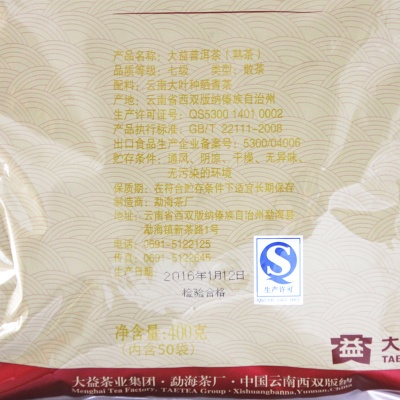 产品名称：大益普洱茶（熟茶）
品质等级：七级 类型：散茶
配料：云南大叶种晒青茶
产地：云南省西双版纳傣族自治州
生产许可证号：QS5300 1401 0002
产品执行标准：GB/T 22111-2008
出口食品生产企业备案号：5300/04006
贮存条件：通风、阴凉、干燥、无异味、
无污染的环境
保质期：在符合贮存条件下适宜长期保存
制造商：勐海茶厂
地址：云南省西双版纳傣族自治州勐海县
勐海镇新茶路1号
电话：0691-5122125
传真：0691-5122645
生产日期：
2016年1月12日
检验合格
QS
生产许可
净含量：400克
（内含50袋）
益 大
TAE
大益茶业集团·勐海茶厂·中国云南西双版纳
Menghai Tea Factory, TAETEA Group·Xishuangbanna, Yunnan, China